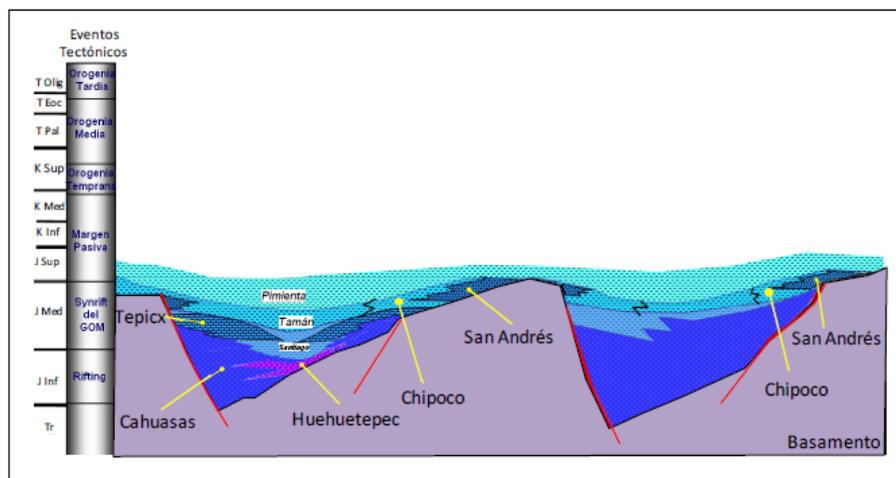 Eventos
Tectónicos
T Olig
Orogenia
Tardia
T Eoc
T Pal
Orogenia
Media
K Sup
Orogenia
Temprana
K Med
K Inf
Margen
Pasiva
J Sup
J Med
Synrift
del
GOM
J Inf
Rifting
Tr
Pimienta
Tamán
Santiago
Tepicx
San Andrés
San Andrés
Chipoco
Chipoco
Cahuasas
Huehuetepec
Basamento